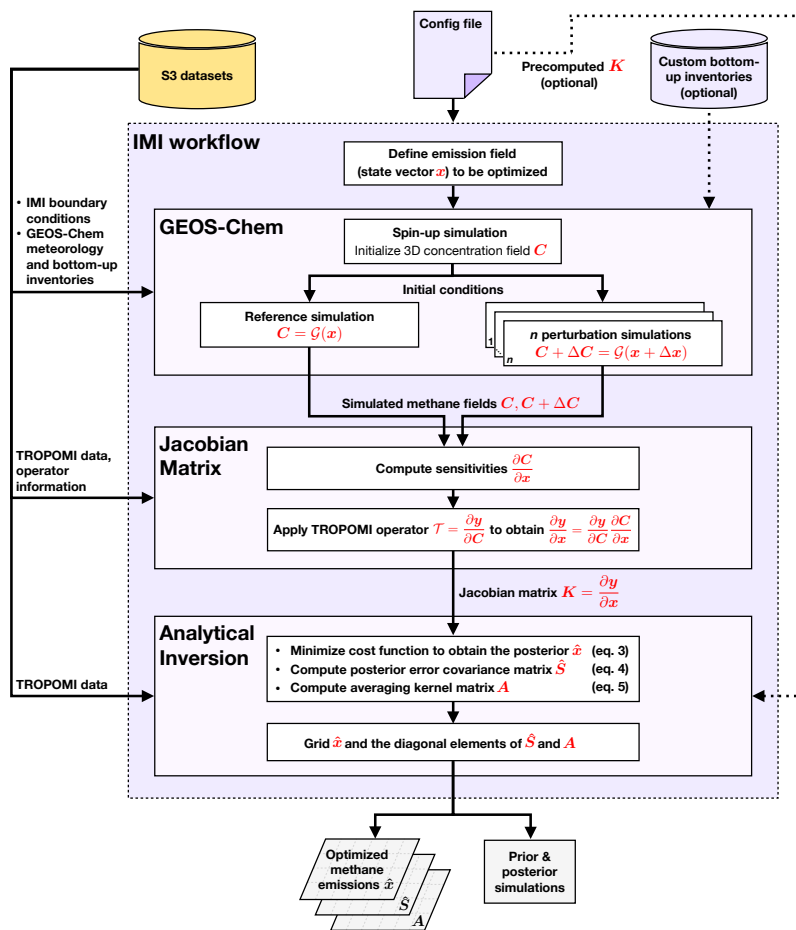 Config file
S3 datasets
Precomputed K
(optional)
Custom bottom-
up inventories
(optional)
IMI workflow
Define emission field
(state vector x) to be optimized
• IMI boundary
conditions
• GEOS-Chem
meteorology
and bottom-up
inventories
GEOS-Chem
Spin-up simulation
Initialize 3D concentration field C
Initial conditions
Reference simulation
C = 𝒢(x)
n perturbation simulations
C + ΔC = 𝒢(x + Δx)
1
n
Simulated methane fields C, C + ΔC
TROPOMI data,
operator
information
Jacobian
Matrix
Compute sensitivities ∂C/∂x
Apply TROPOMI operator 𝒯 = ∂y/∂C to obtain ∂y/∂x = ∂y/∂C ∂C/∂x
Jacobian matrix K = ∂y/∂x
Analytical
Inversion
• Minimize cost function to obtain the posterior x̂ (eq. 3)
• Compute posterior error covariance matrix Ŝ (eq. 4)
• Compute averaging kernel matrix A (eq. 5)
TROPOMI data
Grid x̂ and the diagonal elements of Ŝ and A
Optimized
methane
emissions x̂
Ŝ
A
Prior &
posterior
simulations